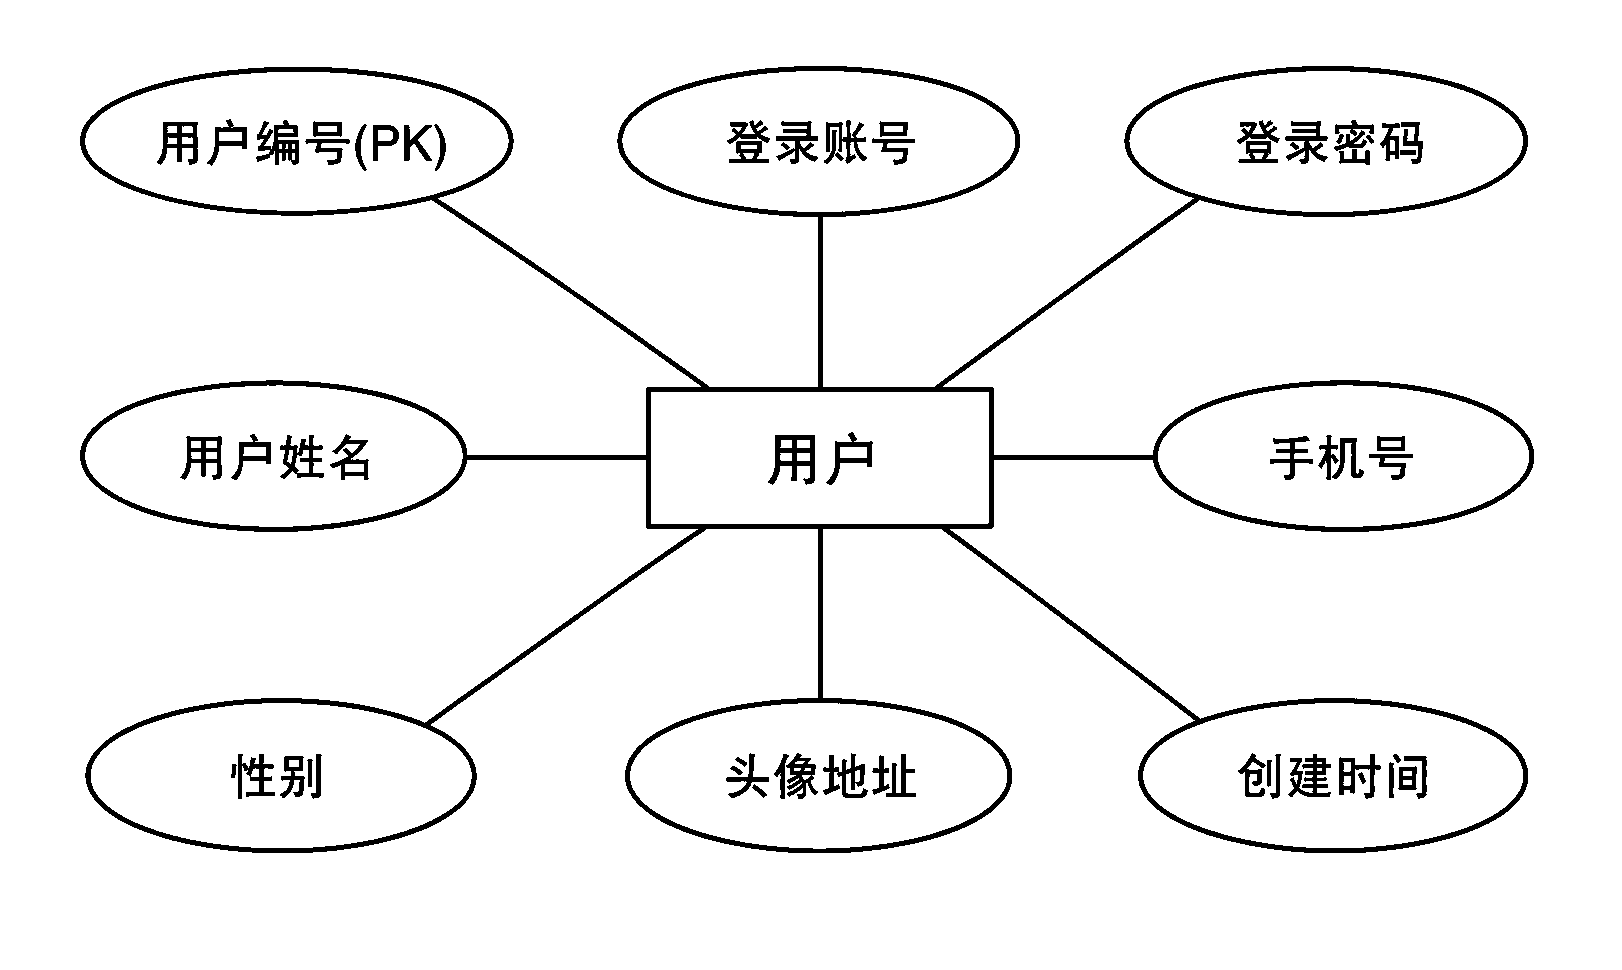 用户编号(PK)
登录账号
登录密码
用户姓名
用户
手机号
性别
头像地址
创建时间